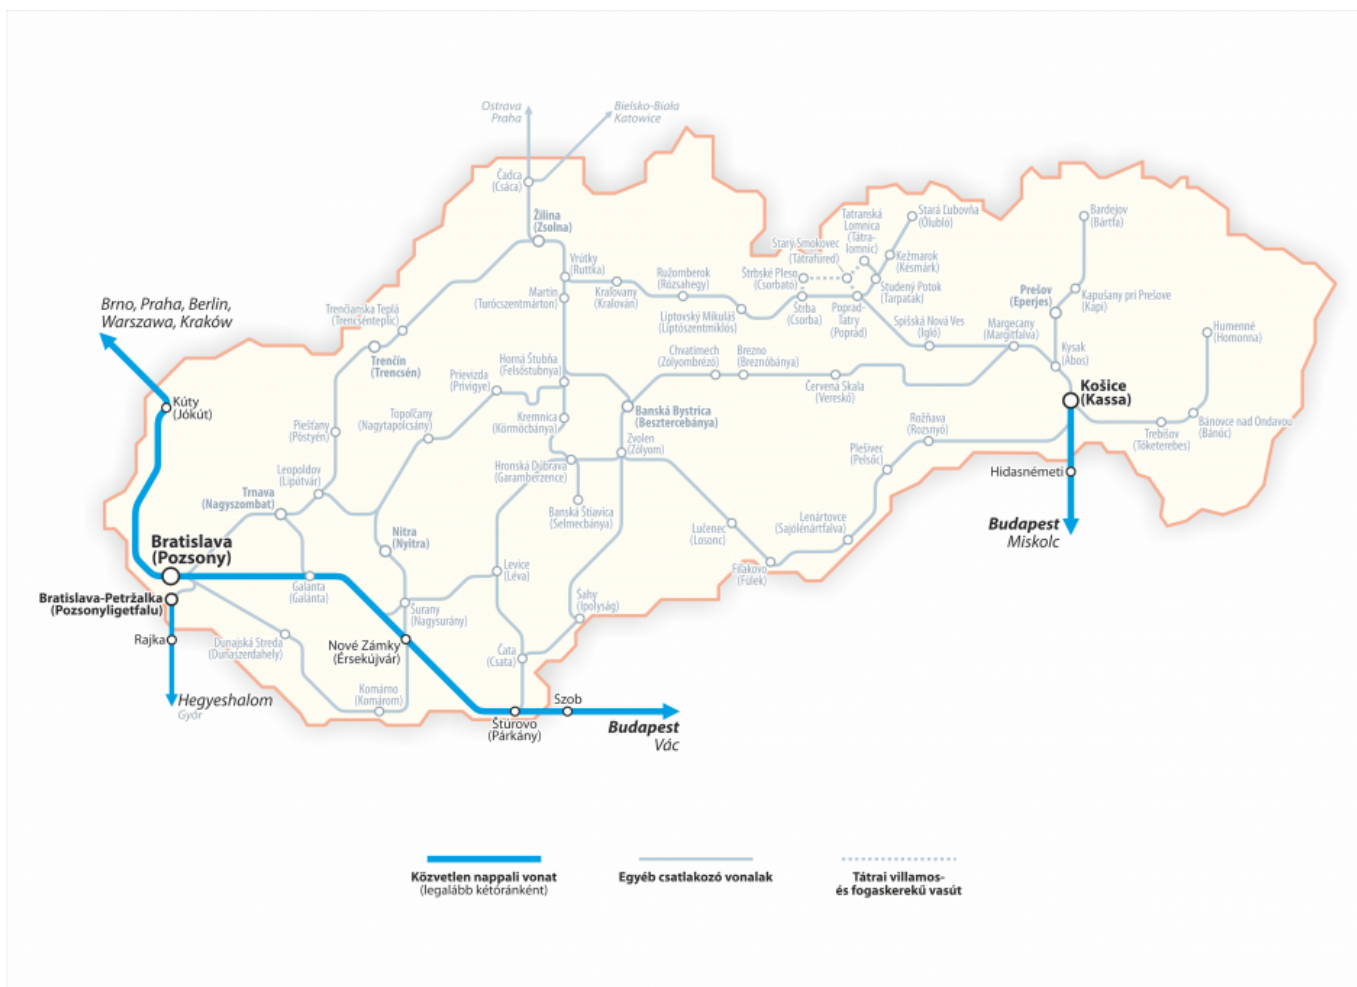 Ostrava
Praha
Bielsko-Biała
Katowice
Čadca
(Csáca)
Žilina
(Zsolna)
Vrútky
(Ruttka)
Martin
(Turócszentmárton)
Kraľovany
(Kralován)
Ružomberok
(Rózsahegy)
Liptovský Mikuláš
(Liptószentmiklós)
Štrbské Pleso
(Csorbató)
Starý Smokovec
(Tátrafüred)
Tatranská
Lomnica
(Tátra-
lomnic)
Stará Ľubovňa
(Ólubló)
Kežmarok
(Késmárk)
Studený Potok
(Tarpatak)
Štrba
(Csorba)
Poprad-
Tatry
(Poprád)
Spišská Nová Ves
(Igló)
Margecany
(Margitfalva)
Bardejov
(Bártfa)
Kapušany pri Prešove
(Kapi)
Prešov
(Eperjes)
Kysak
(Abos)
Humenné
(Homonna)
Košice
(Kassa)
Trebišov
(Tőketerebes)
Bánovce nad Ondavou
(Bánóc)
Hidasnémeti
Budapest
Miskolc
Brno, Praha, Berlin,
Warszawa, Kraków
Trenčianska Teplá
(Trencsénteplic)
Trenčín
(Trencsén)
Kúty
(Jókút)
Piešťany
(Pöstyén)
Leopoldov
(Lipótvár)
Trnava
(Nagyszombat)
Topoľčany
(Nagytapolcsány)
Prievidza
(Privigye)
Horná Štubňa
(Felsőstubnya)
Kremnica
(Körmöcbánya)
Hronská Dúbrava
(Garamberzence)
Banská Štiavica
(Selmecbánya)
Banská Bystrica
(Besztercebánya)
Zvolen
(Zólyom)
Chvatimech
(Zólyombrézó)
Brezno
(Breznóbánya)
Červená Skala
(Vereskő)
Rožňava
(Rozsnyó)
Plešivec
(Pelsőc)
Lenártovce
(Sajólénártfalva)
Lučenec
(Losonc)
Fiľakovo
(Fülek)
Nitra
(Nyitra)
Levice
(Léva)
Šahy
(Ipolyság)
Šurany
(Nagysurány)
Čata
(Csata)
Bratislava
(Pozsony)
Bratislava-Petržalka
(Pozsonyligetfalu)
Rajka
Hegyeshalom
Győr
Galanta
(Galánta)
Dunajská Streda
(Dunaszerdahely)
Nové Zámky
(Érsekújvár)
Komárno
(Komárom)
Štúrovo
(Párkány)
Szob
Budapest
Vác
Közvetlen nappali vonat
(legalább kétóránként)
Egyéb csatlakozó vonalak
Tátrai villamos-
és fogaskerekű vasút